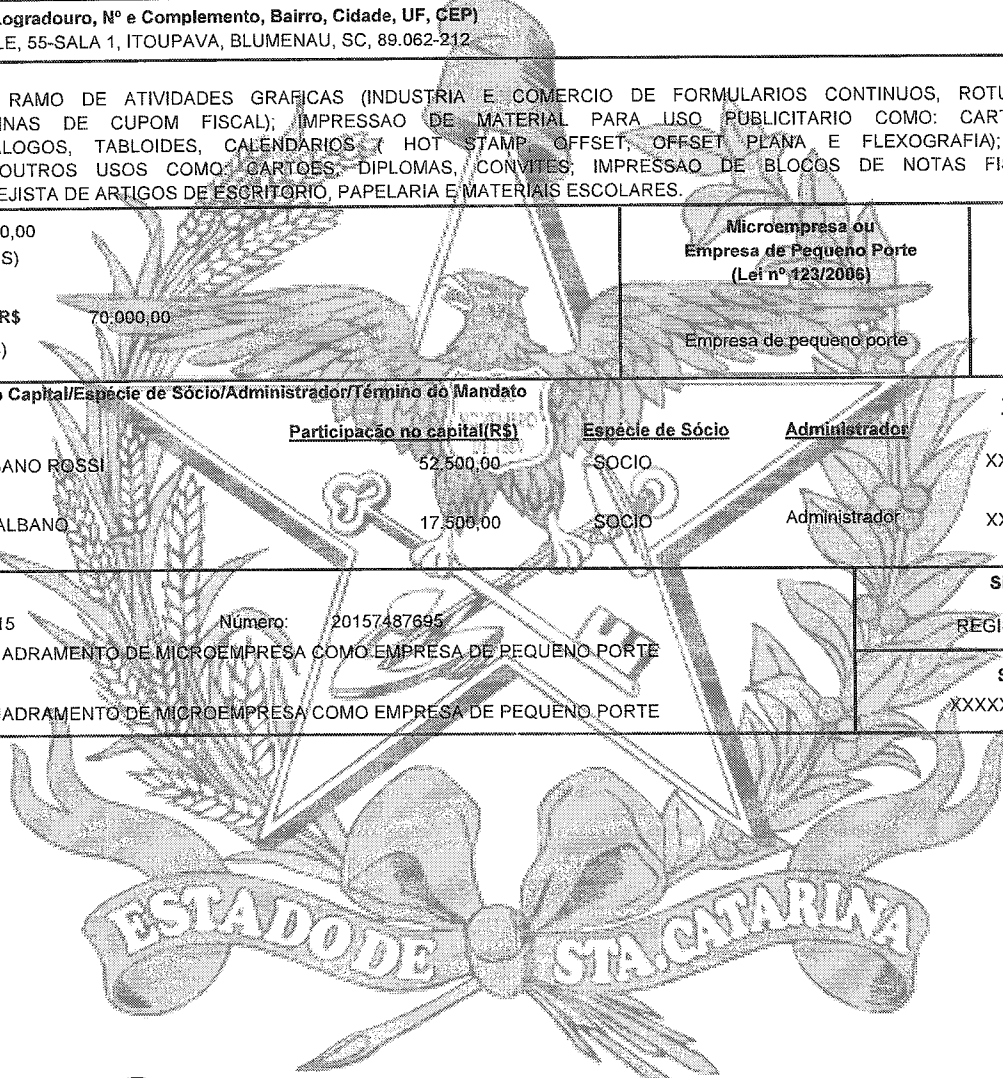 Logradouro, Nº e Complemento, Bairro, Cidade, UF, CEP)
LE, 55-SALA 1, ITOUPAVA, BLUMENAU, SC, 89.062-212
RAMO DE ATIVIDADES GRAFICAS (INDUSTRIA E COMERCIO DE FORMULARIOS CONTINUOS, ROTU
INAS DE CUPOM FISCAL); IMPRESSAO DE MATERIAL PARA USO PUBLICITARIO COMO: CART
ALOGOS, TABLOIDES, CALENDARIOS ( HOT STAMP, OFFSET, OFFSET PLANA E FLEXOGRAFIA);
OUTROS USOS COMO: CARTOES, DIPLOMAS, CONVITES; IMPRESSAO DE BLOCOS DE NOTAS FIS
EJISTA DE ARTIGOS DE ESCRITORIO, PAPELARIA E MATERIAIS ESCOLARES.
0,00
S)
R$ 70.000,00
)
Microempresa ou
Empresa de Pequeno Porte
(Lei nº 123/2006)
Empresa de pequeno porte
o Capital/Espécie de Sócio/Administrador/Término do Mandato
Participação no capital(R$) Espécie de Sócio Administrador
BANO ROSSI 52.500,00 SOCIO XX
ALBANO 17.500,00 SOCIO Administrador XX
15 Número: 20157487695
ADRAMENTO DE MICROEMPRESA COMO EMPRESA DE PEQUENO PORTE
ADRAMENTO DE MICROEMPRESA COMO EMPRESA DE PEQUENO PORTE
S
REGI
S
XXXXX
ESTADO DE STA. CATARINA